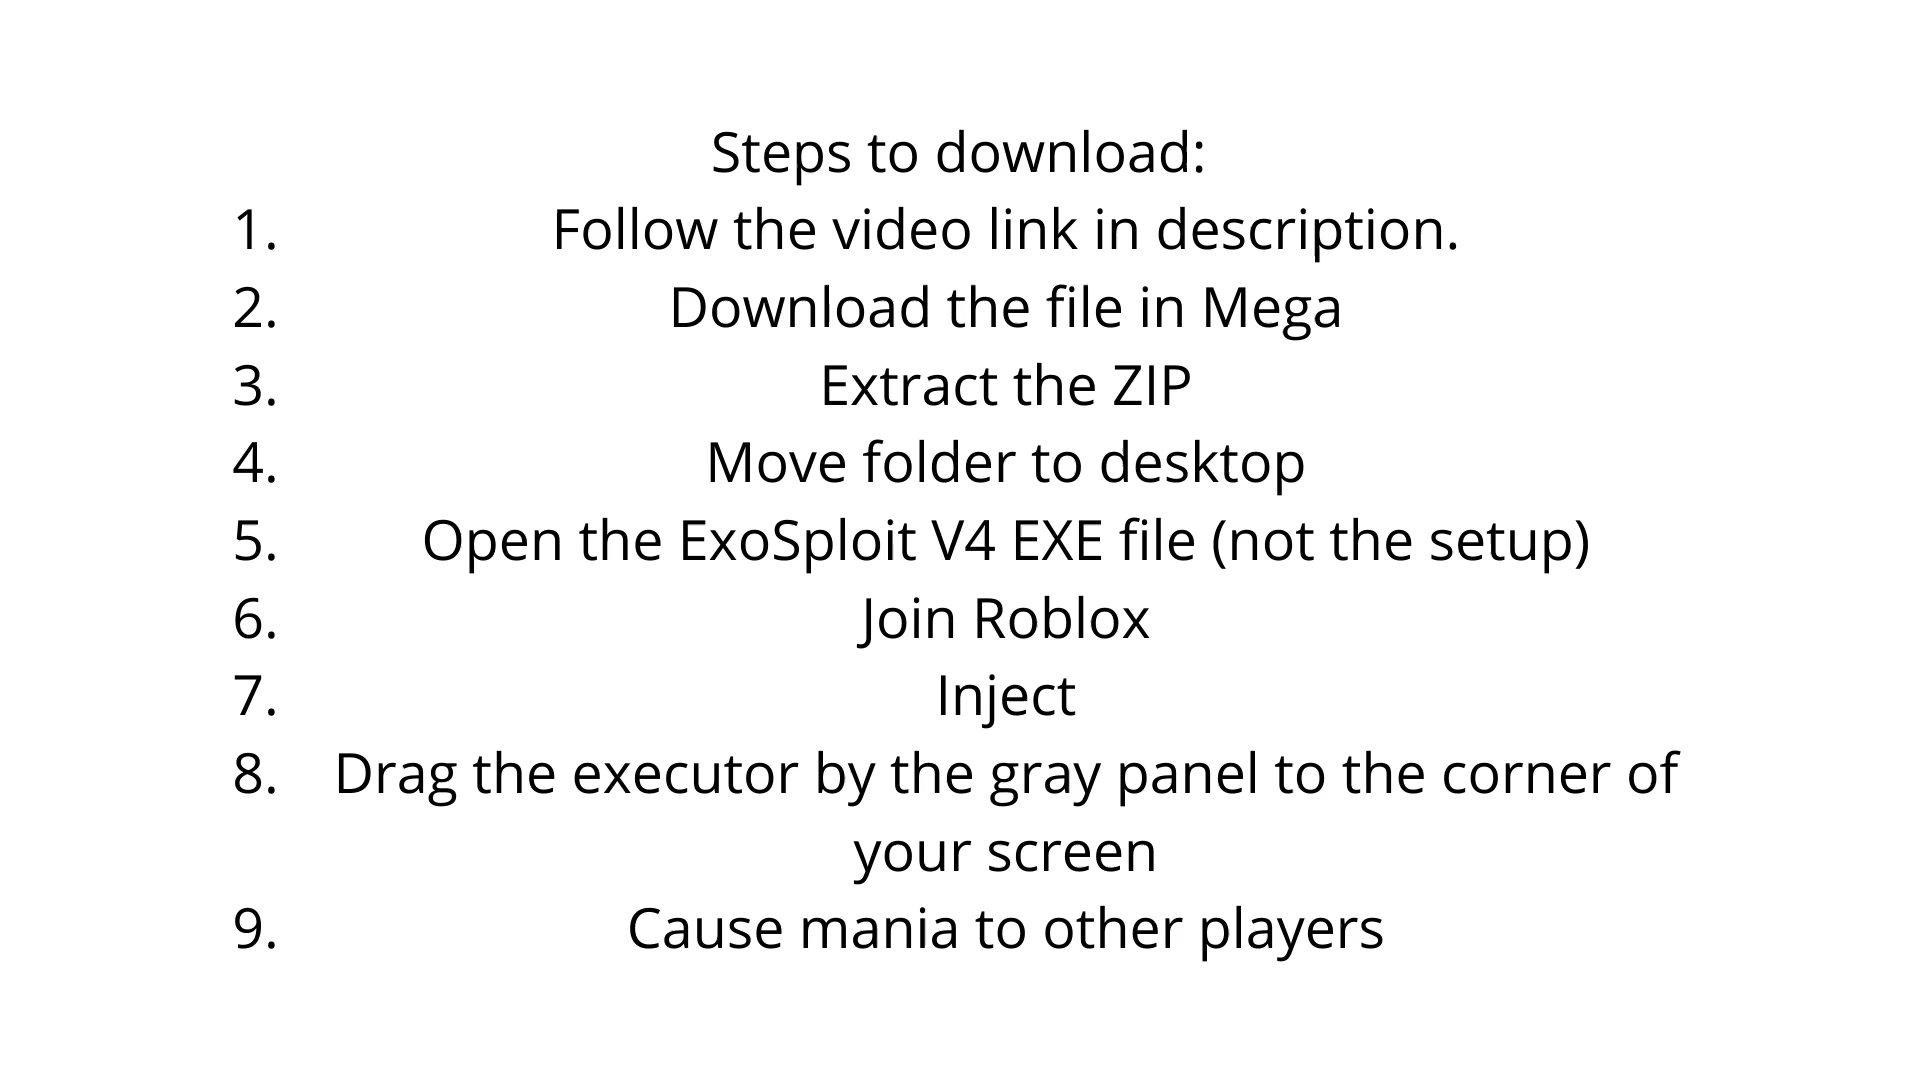 Steps to download:
1. Follow the video link in description.
2. Download the file in Mega
3. Extract the ZIP
4. Move folder to desktop
5. Open the ExoSploit V4 EXE file (not the setup)
6. Join Roblox
7. Inject
8. Drag the executor by the gray panel to the corner of
your screen
9. Cause mania to other players